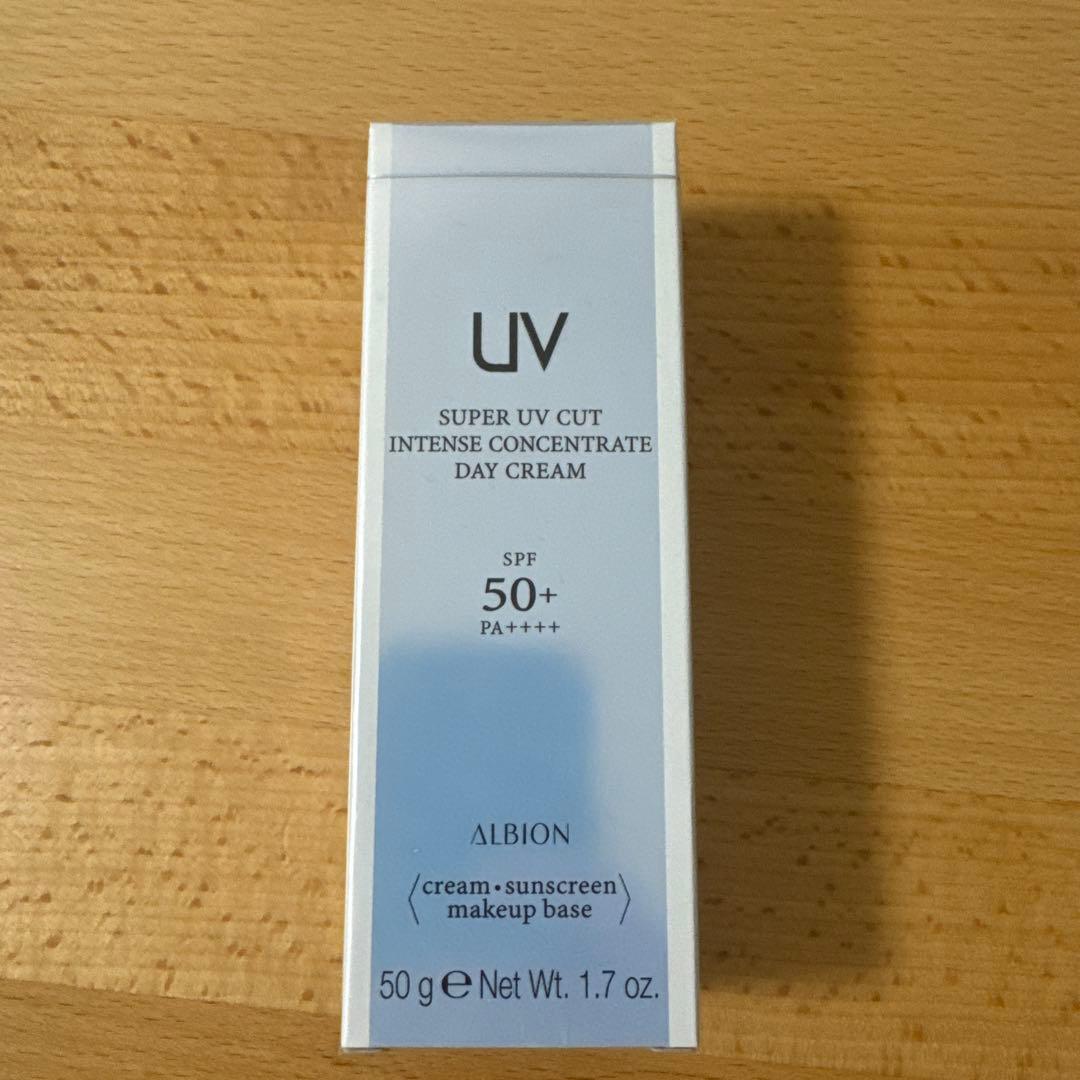 UV
SUPER UV CUT
INTENSE CONCENTRATE
DAY CREAM
SPF
50+
PA++++
ALBION
〈cream・sunscreen
makeup base〉
50 g ℮ Net Wt. 1.7 oz.